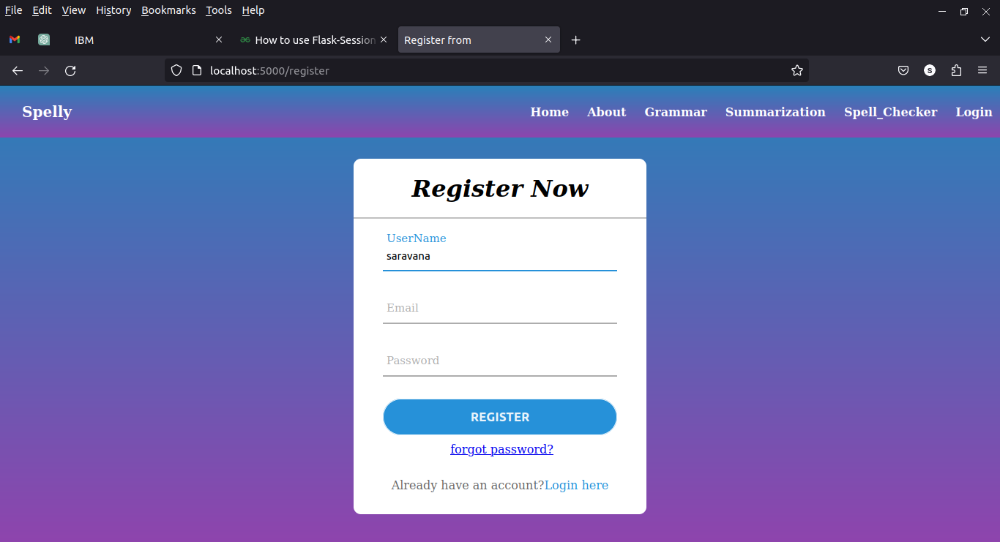 File Edit View History Bookmarks Tools Help
IBM How to use Flask-Session Register from
localhost:5000/register S
Spelly Home About Grammar Summarization Spell_Checker Login
Register Now
UserName
saravana
Email
Password
REGISTER
forgot password?
Already have an account?Login here